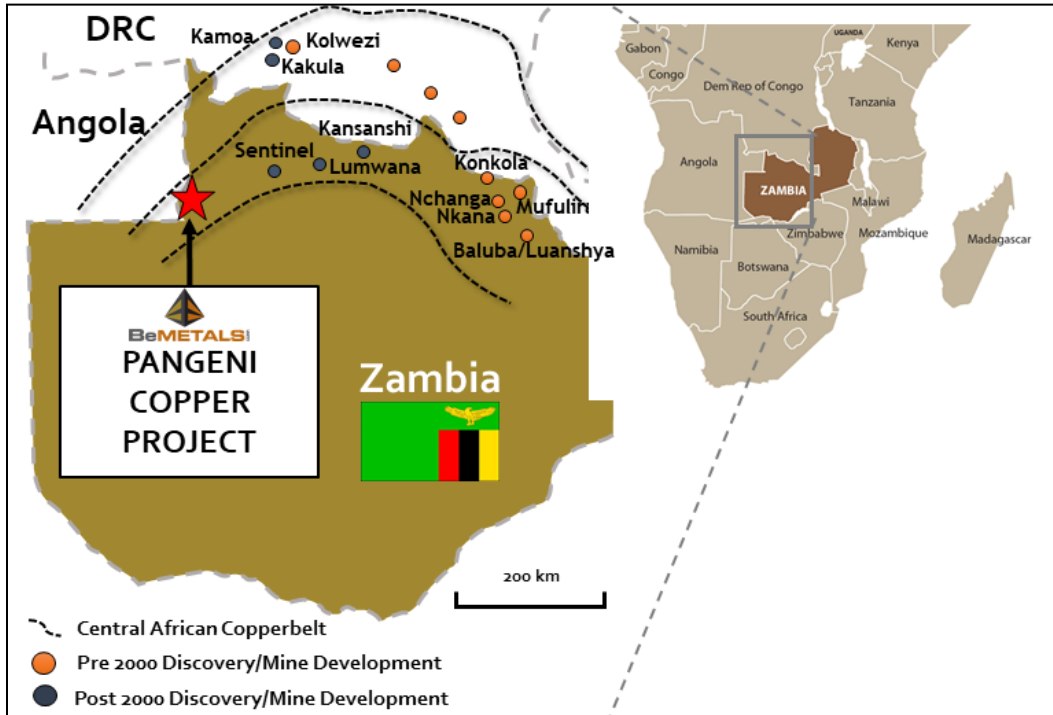 DRC
Angola
Kamoa
Kolwezi
Kakula
Kansanshi
Sentinel
Lumwana
Konkola
Nchanga
Mufulir
Nkana
Baluba/Luanshya
BeMETALS
PANGENI
COPPER
PROJECT
Zambia
200 km
Central African Copperbelt
Pre 2000 Discovery/Mine Development
Post 2000 Discovery/Mine Development
UGANDA
Gabon
Kenya
Congo
Dem Rep of Congo
Tanzania
Angola
ZAMBIA
Malawi
Zimbabwe
Mozambique
Madagascar
Namibia
Botswana
South Africa